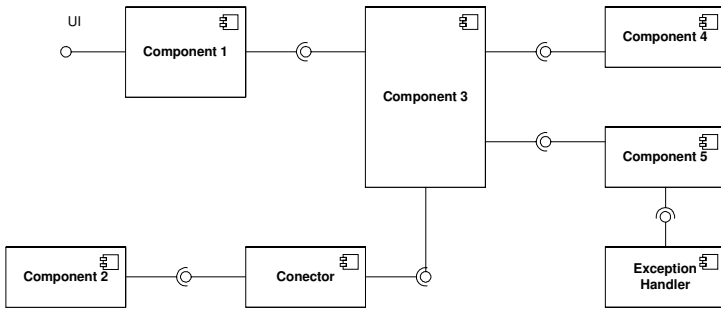 UI
Component 1
Component 3
Component 4
Component 5
Component 2
Conector
Exception
Handler